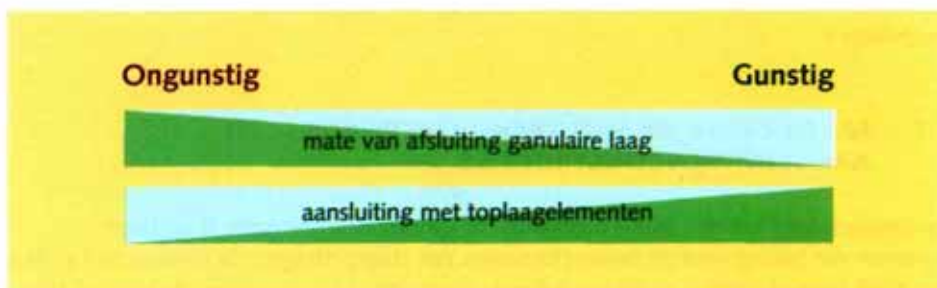 Ongunstig Gunstig
mate van afsluiting ganulaire laag
aansluiting met toplaagelementen